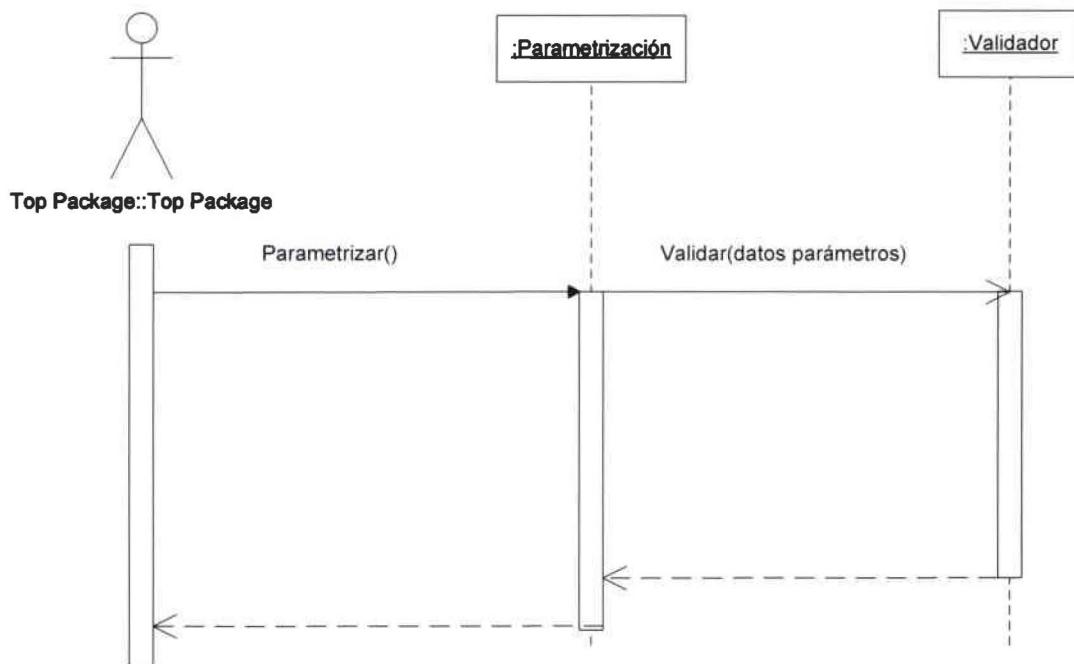 :Parametrización
:Validador
Top Package::Top Package
Parametrizar()
Validar(datos parámetros)